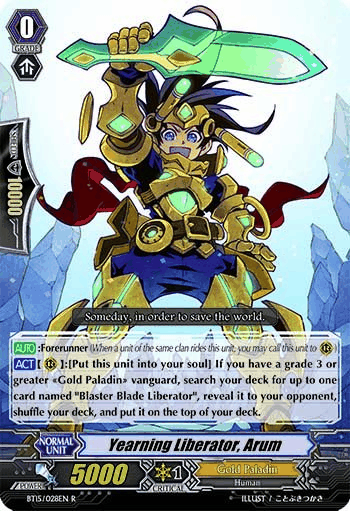 0
GRADE
SHIELD 10000
Someday, in order to save the world.
AUTO :Forerunner (When a unit of the same clan rides this unit, you may call this unit to RC)
ACT [ RC ]:[Put this unit into your soul] If you have a grade 3 or
greater «Gold Paladin» vanguard, search your deck for up to one
card named "Blaster Blade Liberator", reveal it to your opponent,
shuffle your deck, and put it on the top of your deck.
NORMAL
UNIT
Yearning Liberator, Arum
POWER
5000
1
CRITICAL
Gold Paladin
Human
BT15/028EN R
ILLUST / ことぶきつかさ